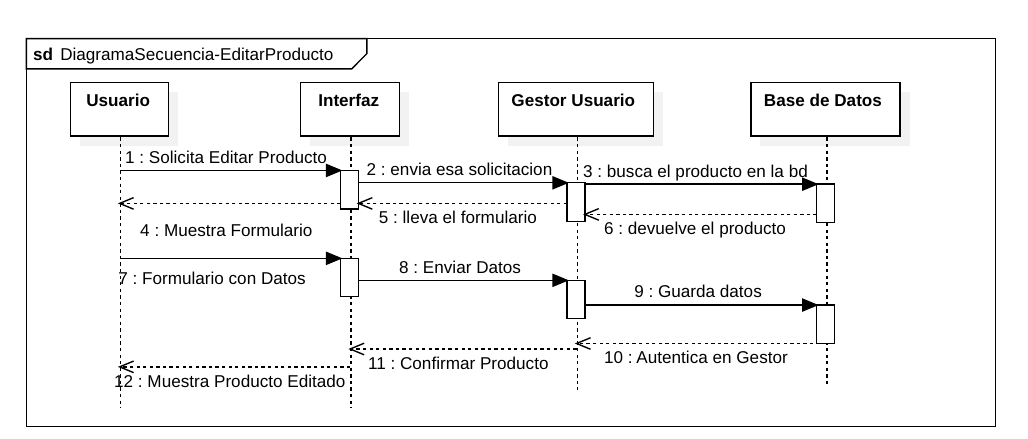 sd DiagramaSecuencia-EditarProducto
Usuario
Interfaz
Gestor Usuario
Base de Datos
1 : Solicita Editar Producto
2 : envia esa solicitacion
3 : busca el producto en la bd
4 : Muestra Formulario
5 : lleva el formulario
6 : devuelve el producto
7 : Formulario con Datos
8 : Enviar Datos
9 : Guarda datos
10 : Autentica en Gestor
11 : Confirmar Producto
12 : Muestra Producto Editado